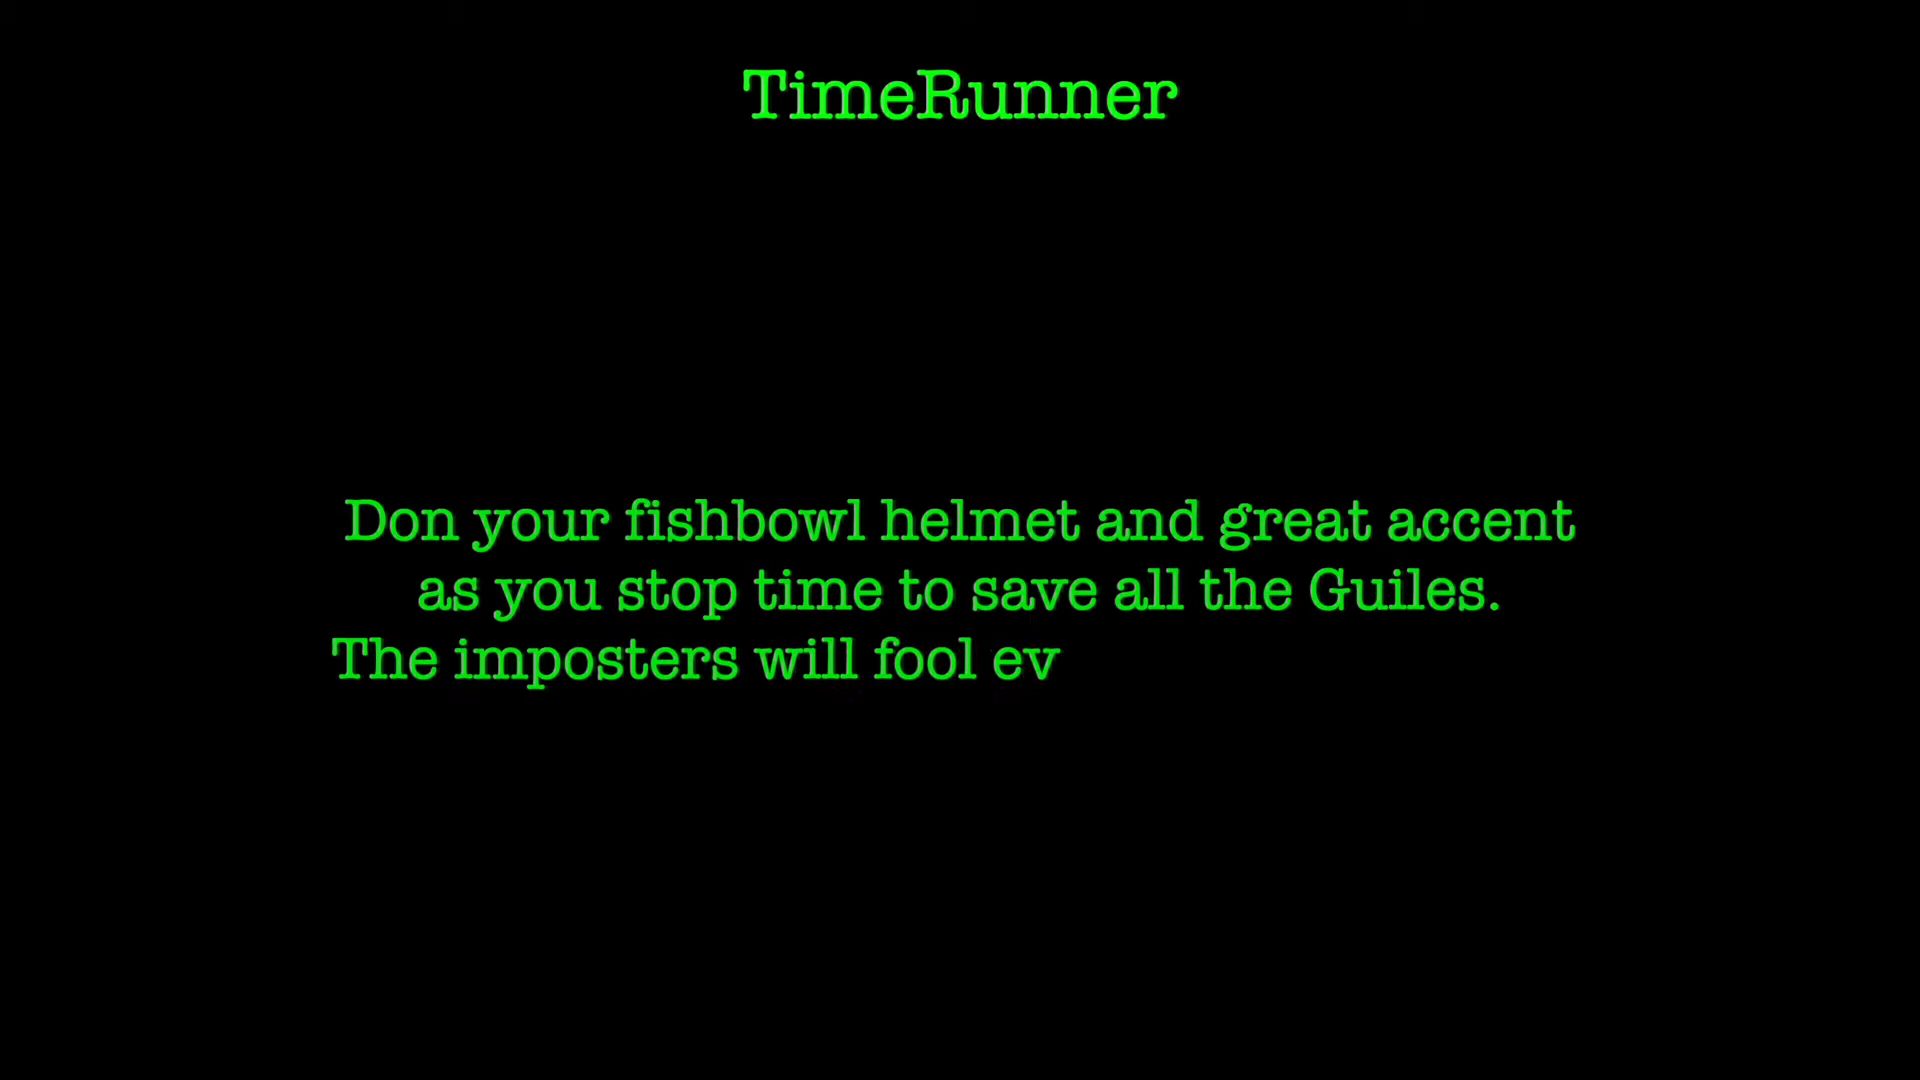 TimeRunner
Don your fishbowl helmet and great accent
as you stop time to save all the Guiles.
The imposters will fool ev